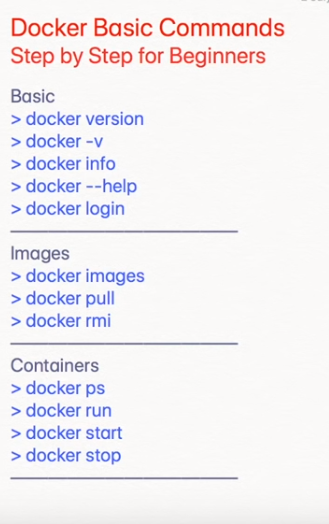 Docker Basic Commands
Step by Step for Beginners
Basic
> docker version
> docker -v
> docker info
> docker --help
> docker login
Images
> docker images
> docker pull
> docker rmi
Containers
> docker ps
> docker run
> docker start
> docker stop